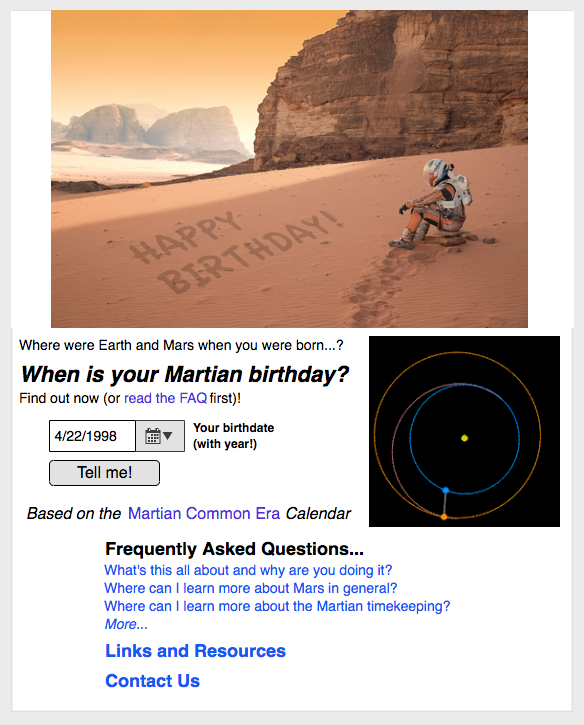 HAPPY
BIRTHDAY!
Where were Earth and Mars when you were born...?
When is your Martian birthday?
Find out now (or read the FAQ first)!
4/22/1998
Your birthdate
(with year!)
Tell me!
Based on the Martian Common Era Calendar
Frequently Asked Questions...
What's this all about and why are you doing it?
Where can I learn more about Mars in general?
Where can I learn more about the Martian timekeeping?
More...
Links and Resources
Contact Us